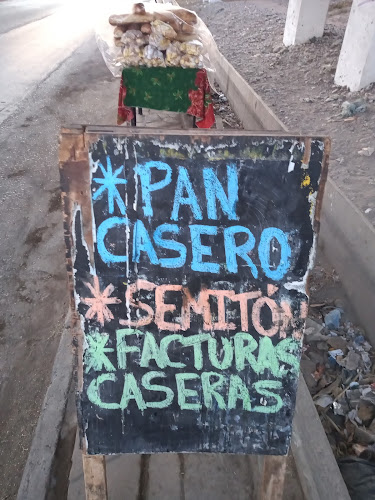 * PAN
CASERO
* SEMITÓN
* FACTURAS
CASERAS